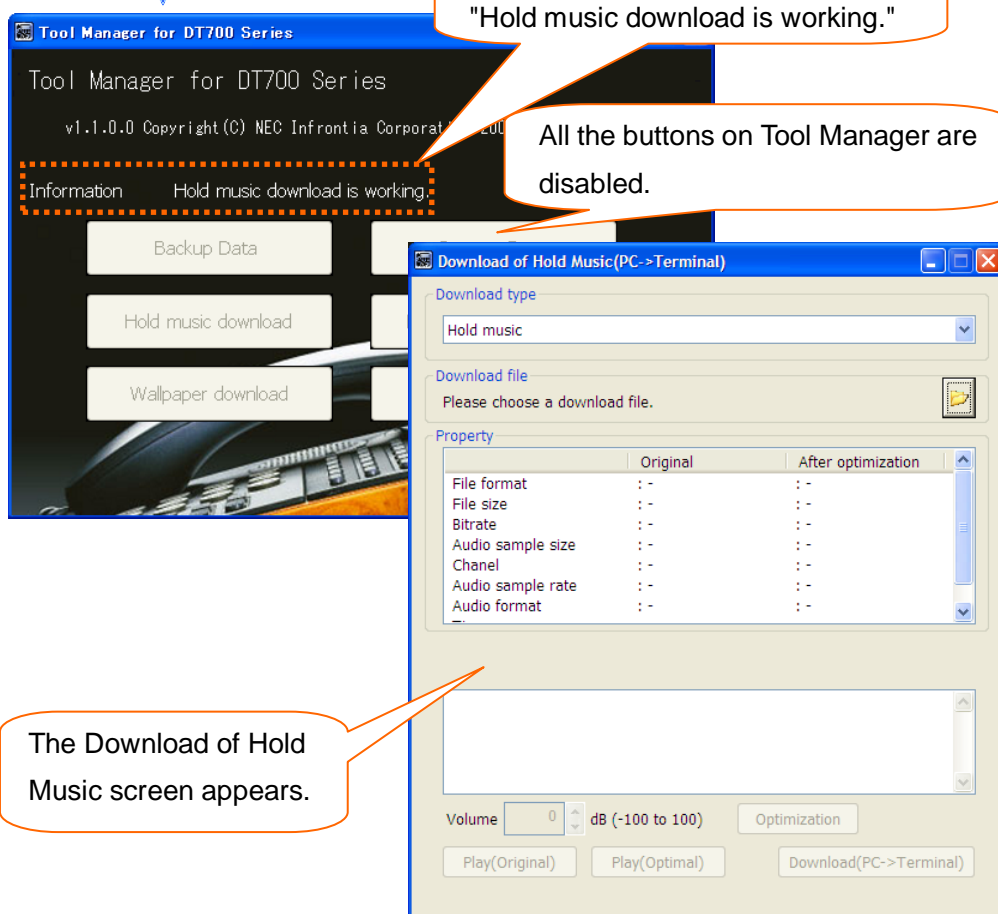 "Hold music download is working."
Tool Manager for DT700 Series
Tool Manager for DT700 Series
v1.1.0.0 Copyright(C) NEC Infrontia
All the buttons on Tool Manager are
disabled.
Information Hold music download is working.
Backup Data
Hold music download
Wallpaper download
Download of Hold Music(PC->Terminal)
Download type
Hold music
Download file
Please choose a download file.
Property
Original After optimization
File format : - : -
File size : - : -
Bitrate : - : -
Audio sample size : - : -
Chanel : - : -
Audio sample rate : - : -
Audio format : - : -
The Download of Hold
Music screen appears.
Volume 0 dB (-100 to 100) Optimization
Play(Original) Play(Optimal) Download(PC->Terminal)